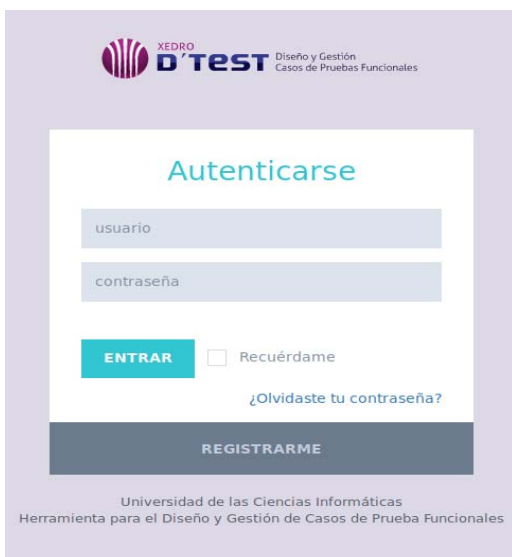 XEDRO
D'TEST
Diseño y Gestión
Casos de Pruebas Funcionales
Autenticarse
usuario
contraseña
ENTRAR
Recuérdame
¿Olvidaste tu contraseña?
REGISTRARME
Universidad de las Ciencias Informáticas
Herramienta para el Diseño y Gestión de Casos de Prueba Funcionales